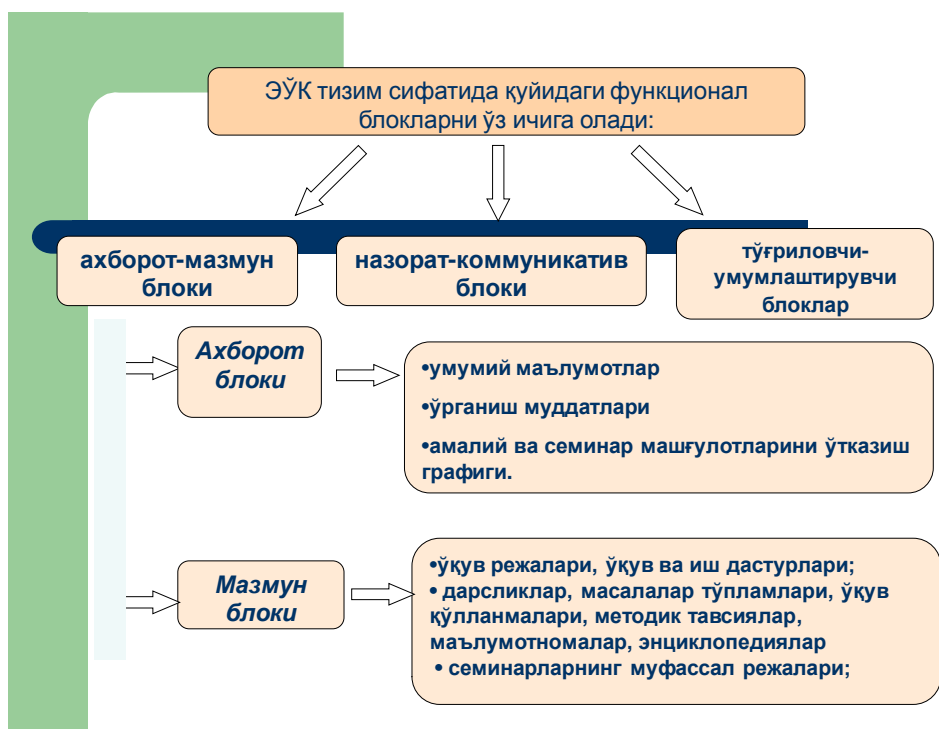 ЭЎК тизим сифатида қуйидаги функционал
блокларни ўз ичига олади:
ахборот-мазмун
блоки
назорат-коммуникатив
блоки
тўғриловчи-
умумлаштирувчи
блоклар
Ахборот
блоки
•умумий маълумотлар
•ўрганиш муддатлари
•амалий ва семинар машғулотларини ўтказиш
графиги.
Мазмун
блоки
•ўқув режалари, ўқув ва иш дастурлари;
• дарсликлар, масалалар тўпламлари, ўқув
қўлланмалари, методик тавсиялар,
маълумотномалар, энциклопедиялар
• семинарларнинг муфассал режалари;